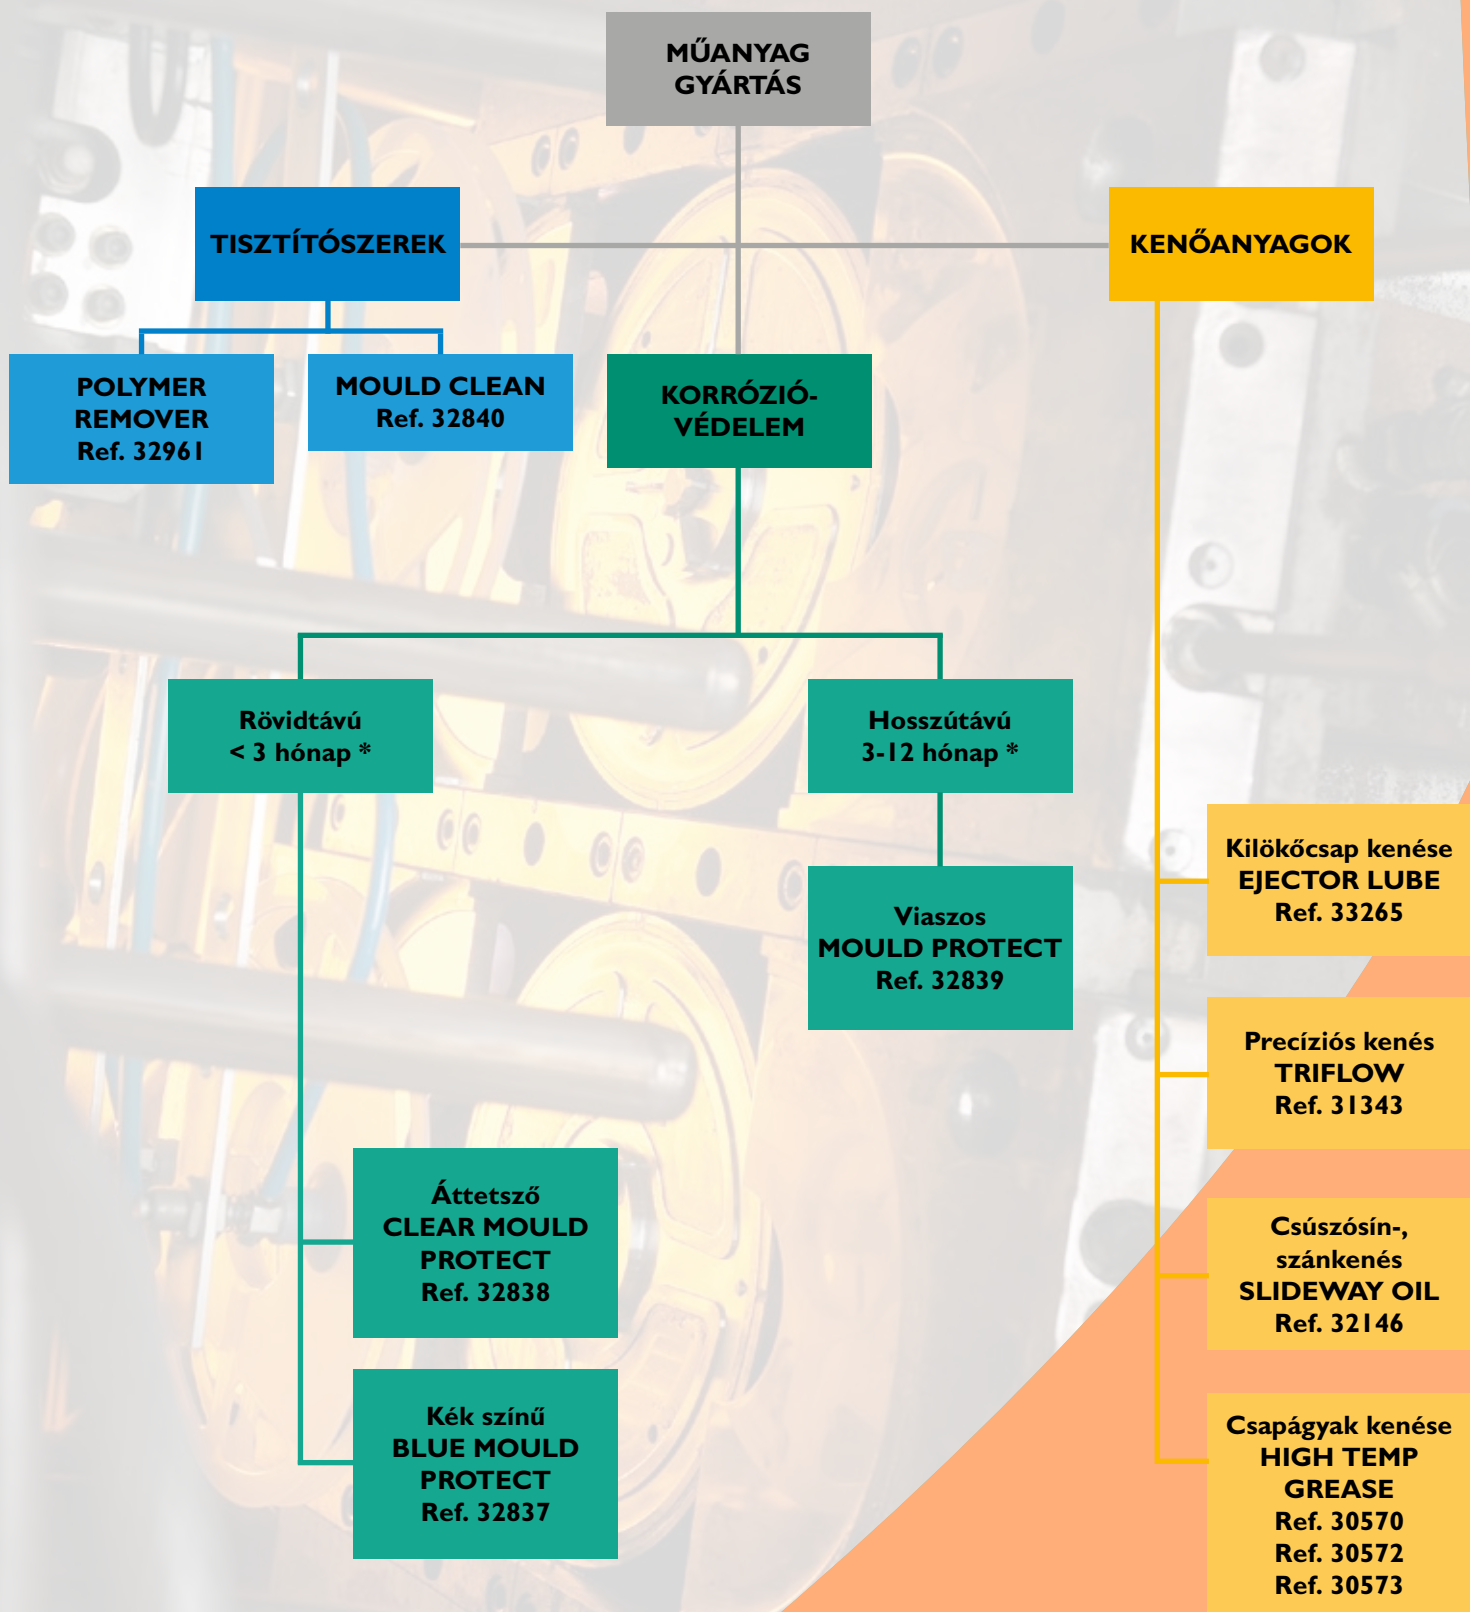 MŰANYAG
GYÁRTÁS
TISZTÍTÓSZEREK
KENŐANYAGOK
POLYMER
REMOVER
Ref. 32961
MOULD CLEAN
Ref. 32840
KORRÓZIÓ-
VÉDELEM
Rövidtávú
< 3 hónap *
Hosszútávú
3-12 hónap *
Viaszos
MOULD PROTECT
Ref. 32839
Áttetsző
CLEAR MOULD
PROTECT
Ref. 32838
Kék színű
BLUE MOULD
PROTECT
Ref. 32837
Kilökőcsap kenése
EJECTOR LUBE
Ref. 33265
Precíziós kenés
TRIFLOW
Ref. 31343
Csúszósín-,
szánkenés
SLIDEWAY OIL
Ref. 32146
Csapágyak kenése
HIGH TEMP
GREASE
Ref. 30570
Ref. 30572
Ref. 30573